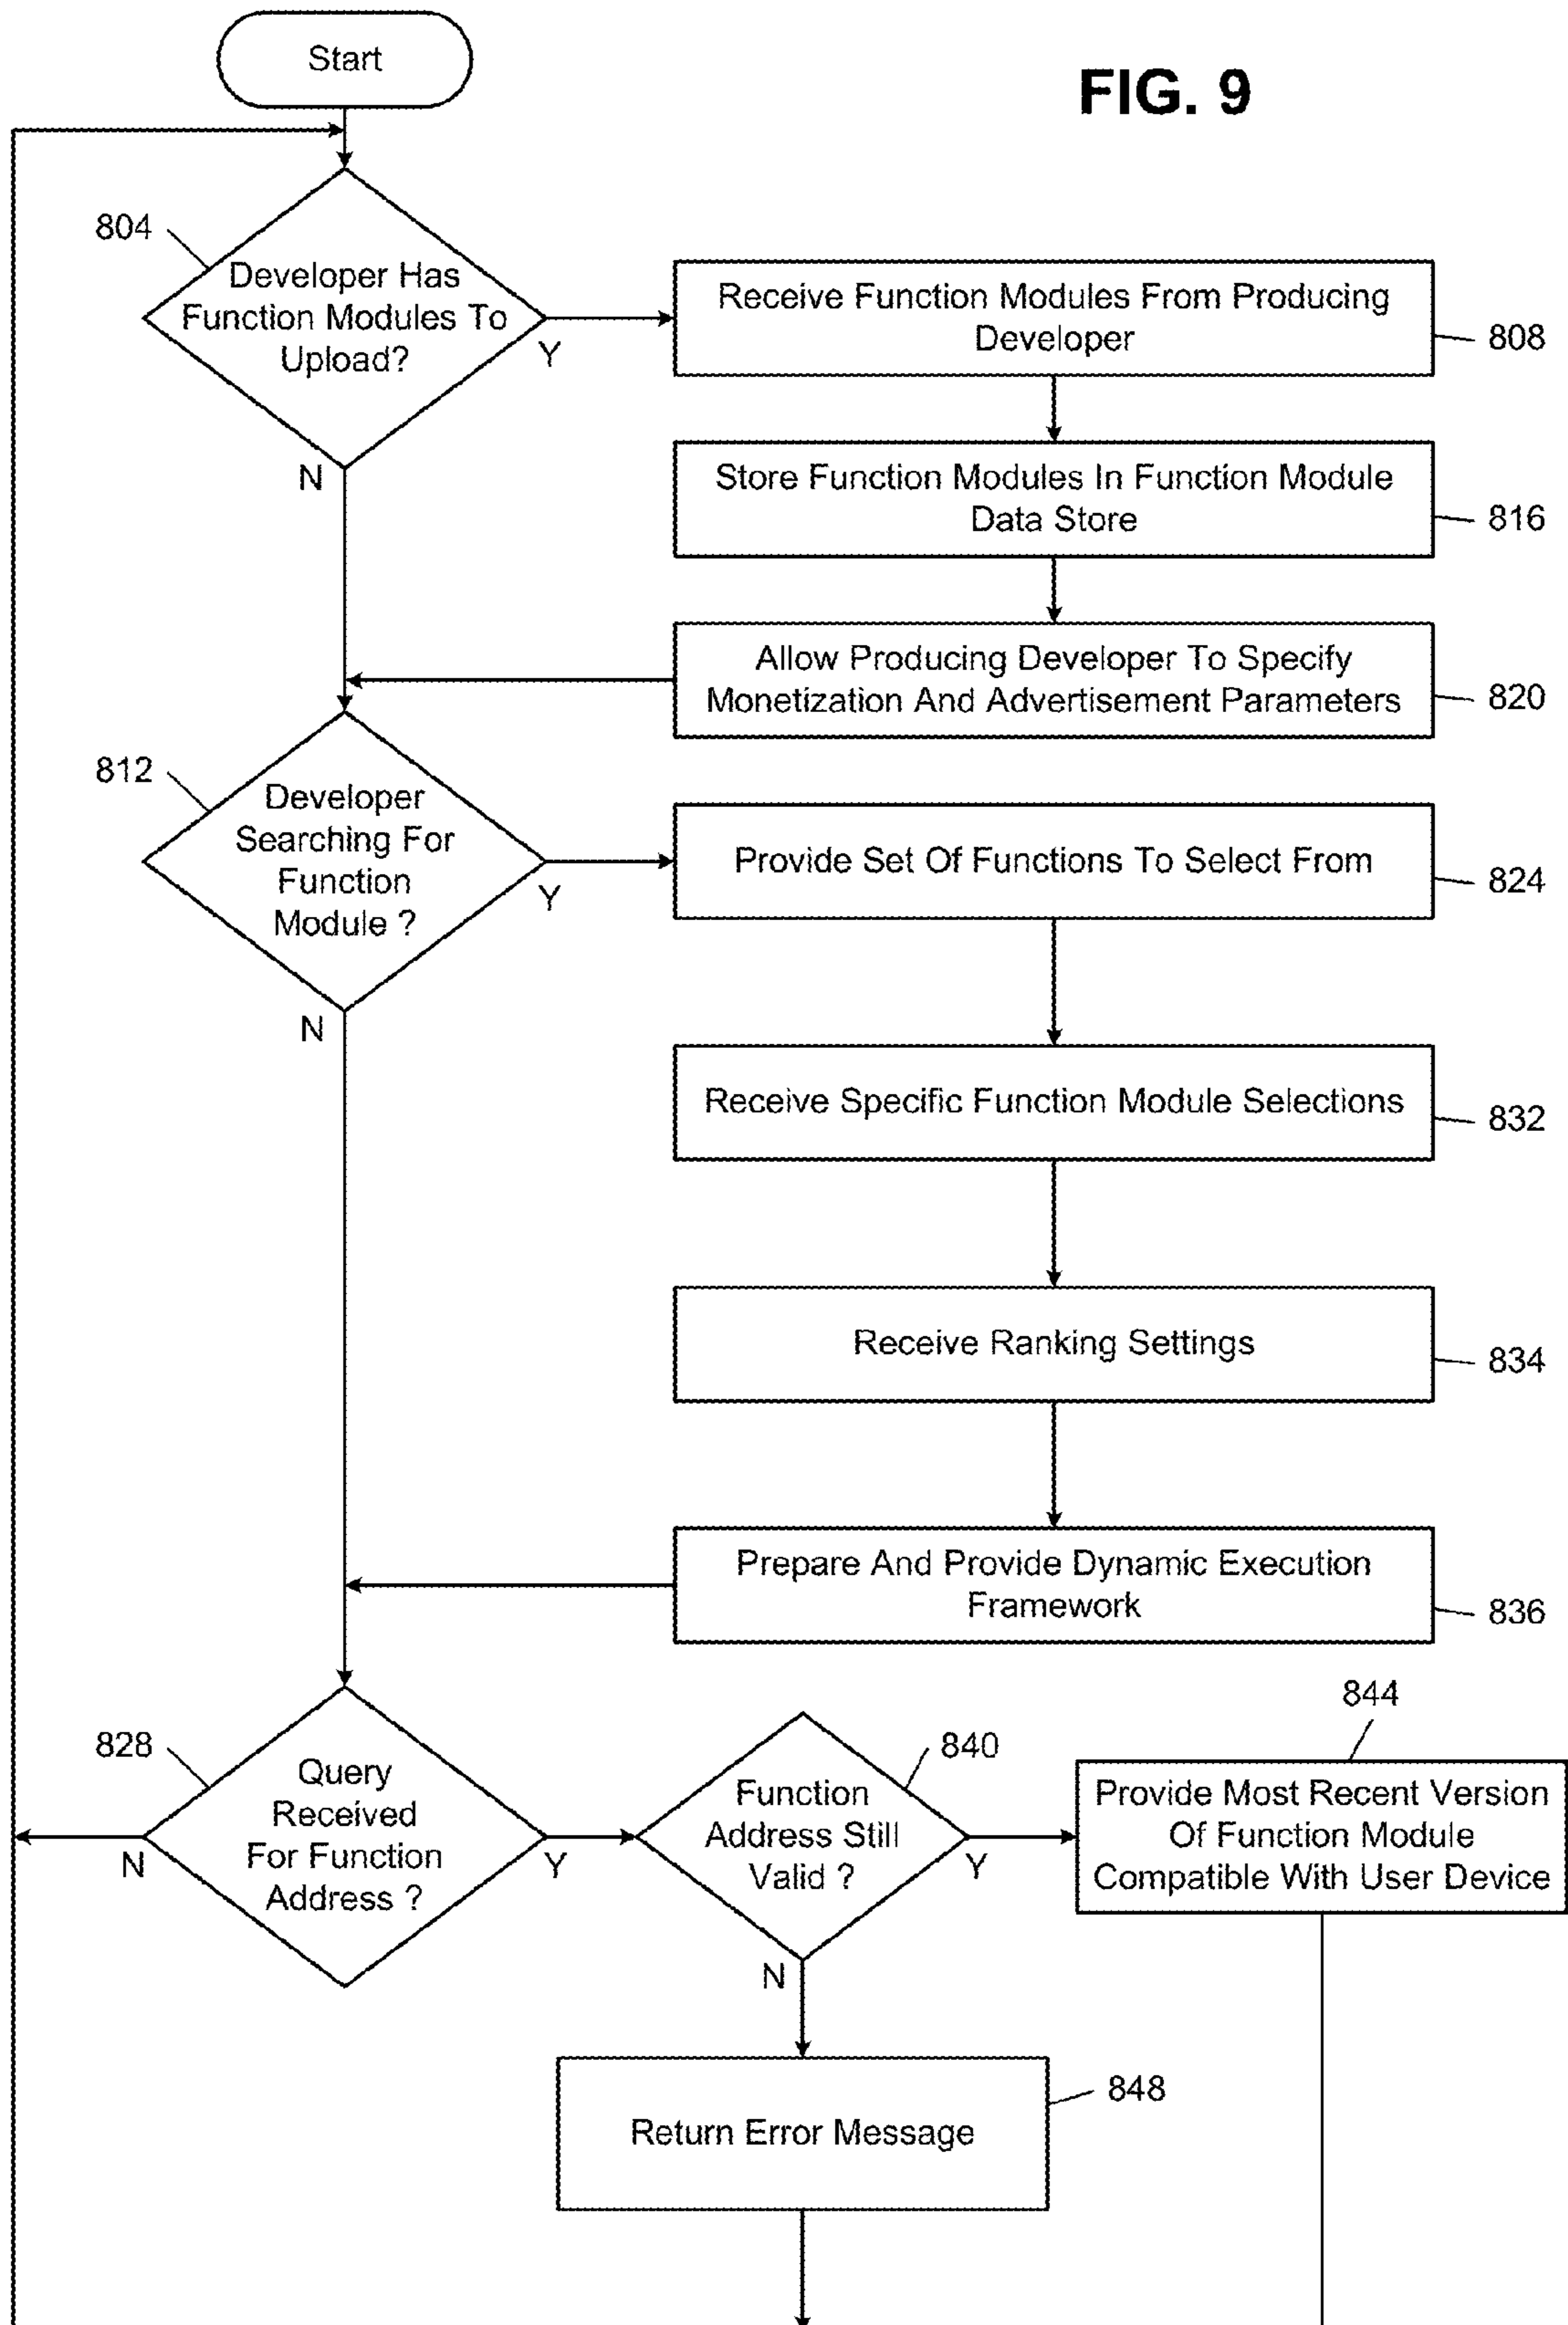 Start
FIG. 9
804
Developer Has
Function Modules To
Upload?
Y
N
Receive Function Modules From Producing
Developer
808
Store Function Modules In Function Module
Data Store
816
Allow Producing Developer To Specify
Monetization And Advertisement Parameters
820
812
Developer
Searching For
Function
Module ?
Y
N
Provide Set Of Functions To Select From
824
Receive Specific Function Module Selections
832
Receive Ranking Settings
834
Prepare And Provide Dynamic Execution
Framework
836
828
Query
Received
For Function
Address ?
N
Y
840
Function
Address Still
Valid ?
Y
N
844
Provide Most Recent Version
Of Function Module
Compatible With User Device
Return Error Message
848